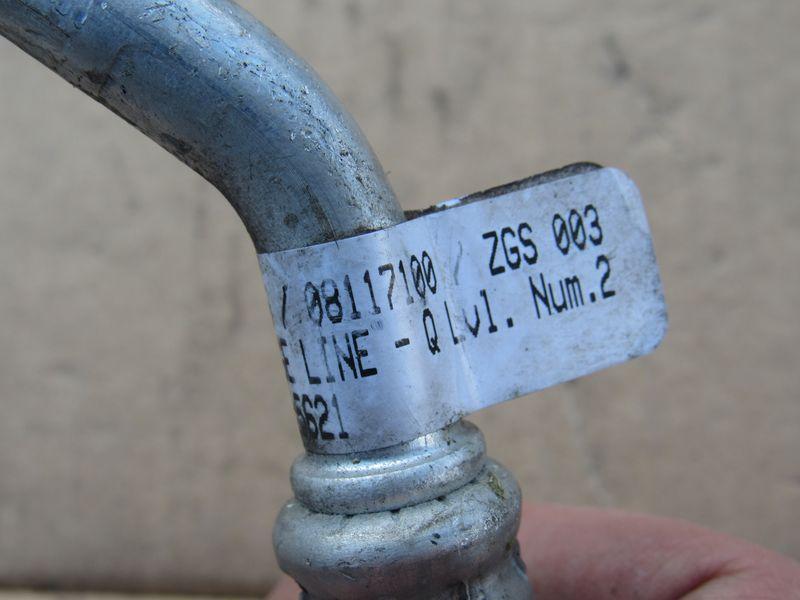 / 08117100 / ZGS 003
E LINE" - Q Lvl. Num.2
5621